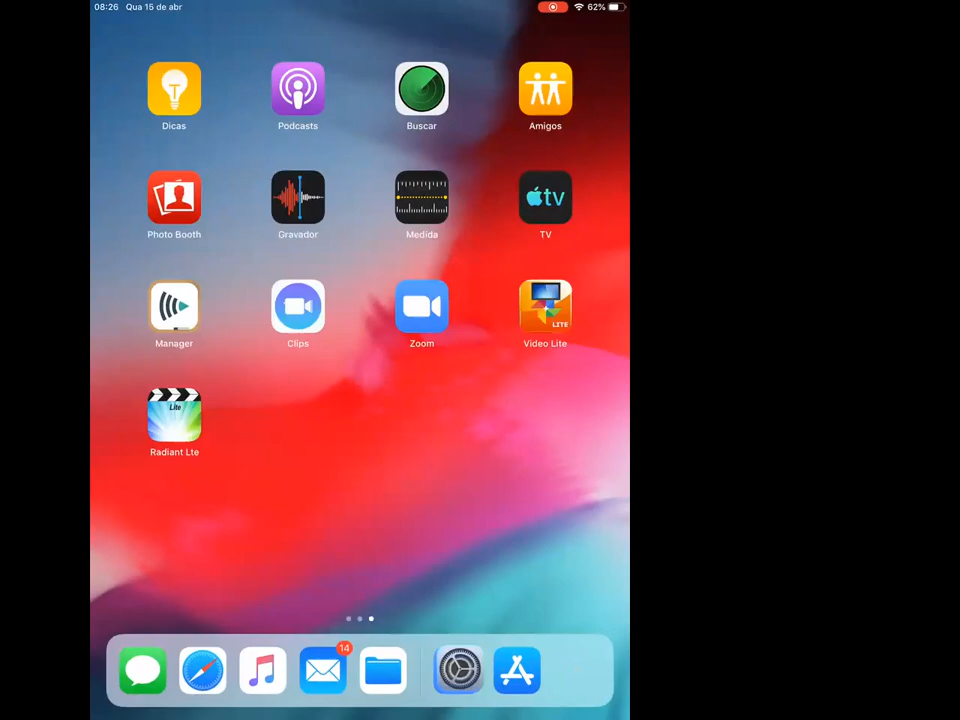 08:26 Qua 15 de abr 62%
Dicas Podcasts Buscar Amigos
tv
Photo Booth Gravador Medida TV
LITE
Manager Clips Zoom Video Lite
Lite
Radiant Lte
14